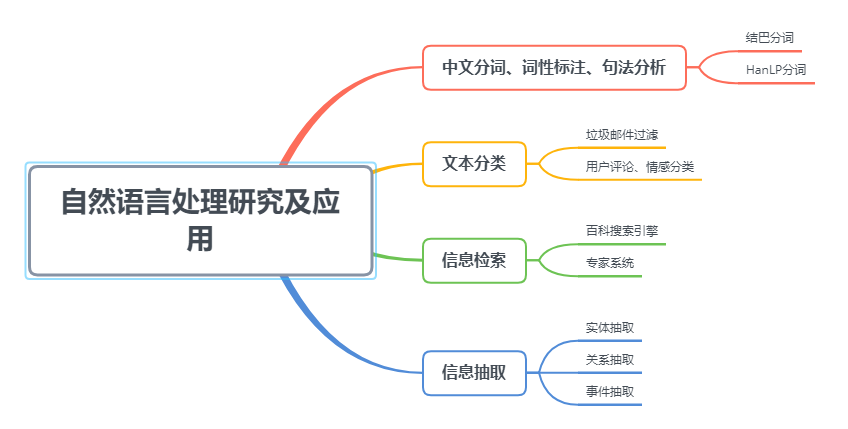 自然语言处理研究及应
用
中文分词、词性标注、句法分析
结巴分词
HanLP分词
文本分类
垃圾邮件过滤
用户评论、情感分类
信息检索
百科搜索引擎
专家系统
信息抽取
实体抽取
关系抽取
事件抽取